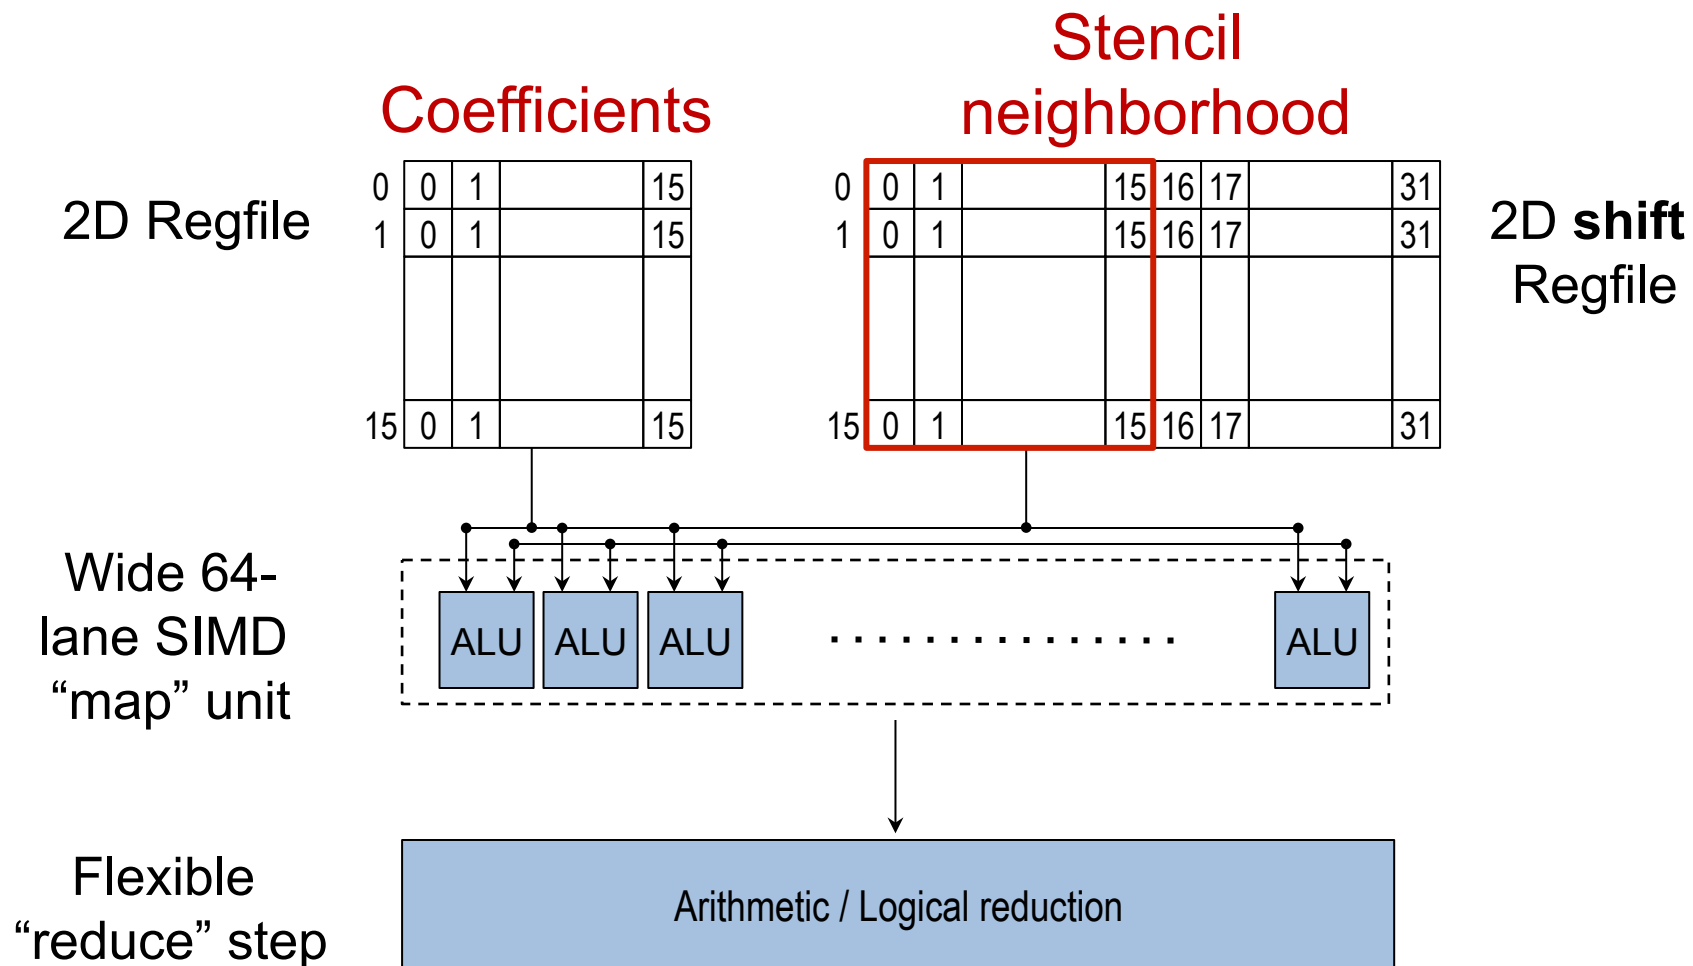 Stencil
neighborhood
Coefficients
2D Regfile
0 0 1 15
1 0 1 15
15 0 1 15
0 0 1 15 16 17 31
1 0 1 15 16 17 31
15 0 1 15 16 17 31
2D shift
Regfile
Wide 64-
lane SIMD
“map” unit
ALU ALU ALU ............... ALU
Flexible
“reduce” step
Arithmetic / Logical reduction